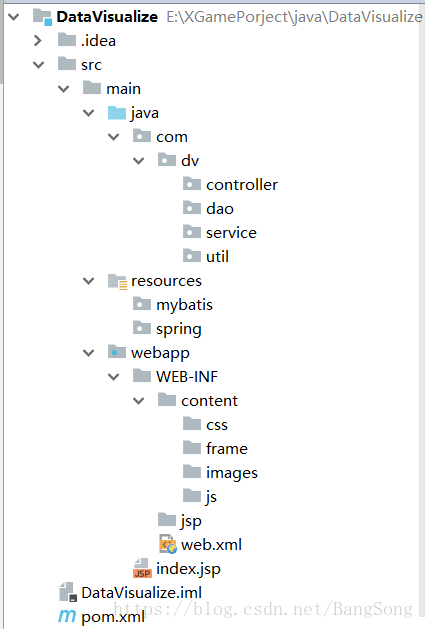 DataVisualize E:\XGamePorject\java\DataVisualize
.idea
src
main
java
com
dv
controller
dao
service
util
resources
mybatis
spring
webapp
WEB-INF
content
css
frame
images
js
jsp
web.xml
JSP index.jsp
DataVisualize.iml
https://blog.csdn.net/BangSong
m pom.xml